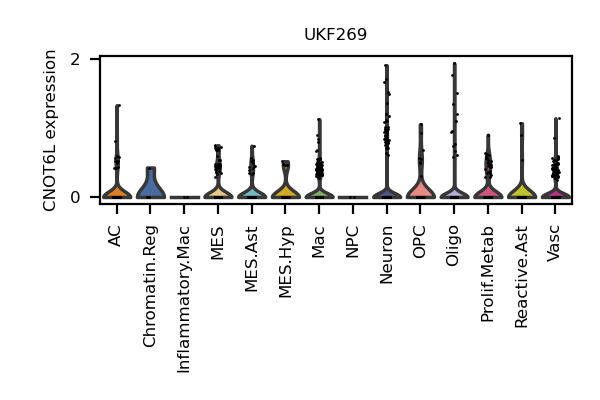 UKF269
CNOT6L expression
2
0
AC
Chromatin.Reg
Inflammatory.Mac
MES
MES.Ast
MES.Hyp
Mac
NPC
Neuron
OPC
Oligo
Prolif.Metab
Reactive.Ast
Vasc